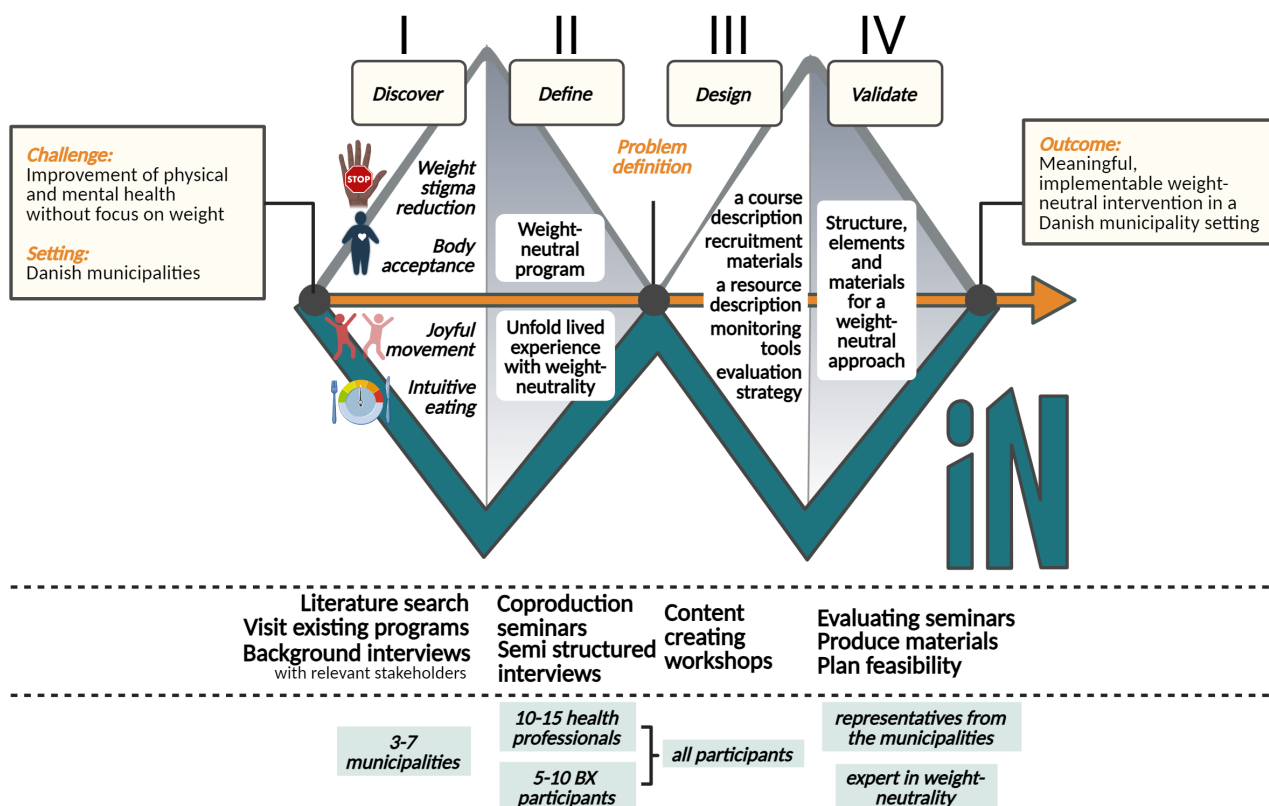 I
II
III
IV
Discover
Define
Design
Validate
Challenge:
Improvement of physical
and mental health
without focus on weight
Setting:
Danish municipalities
STOP
Weight
stigma
reduction
Body
acceptance
Joyful
movement
Intuitive
eating
Weight-
neutral
program
Unfold lived
experience
with weight-
neutrality
Problem
definition
a course
description
recruitment
materials
a resource
description
monitoring
tools
evaluation
strategy
Structure,
elements
and
materials
for a
weight-
neutral
approach
Outcome:
Meaningful,
implementable weight-
neutral intervention in a
Danish municipality setting
iN
Literature search
Visit existing programs
Background interviews
with relevant stakeholders
Coproduction
seminars
Semi structured
interviews
Content
creating
workshops
Evaluating seminars
Produce materials
Plan feasibility
3-7
municipalities
10-15 health
professionals
5-10 BX
participants
all participants
representatives from
the municipalities
expert in weight-
neutrality